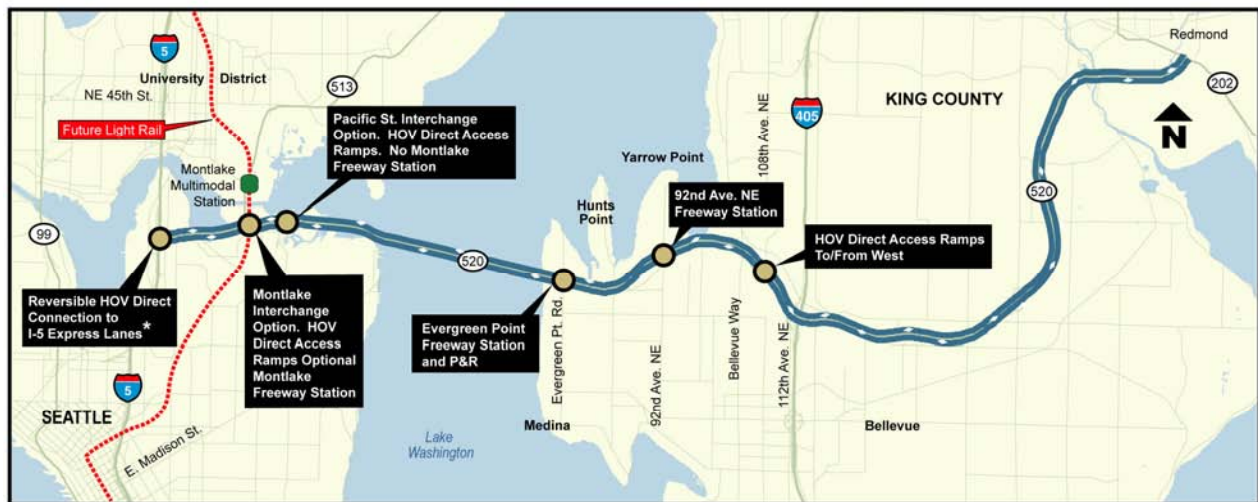 5
University District
NE 45th St.
513
Future Light Rail
Montlake
Multimodal
Station
99
Pacific St. Interchange
Option. HOV Direct Access
Ramps. No Montlake
Freeway Station
Reversible HOV Direct
Connection to
I-5 Express Lanes*
Montlake
Interchange
Option. HOV
Direct Access
Ramps Optional
Montlake
Freeway Station
5
SEATTLE
E. Madison St.
Lake
Washington
520
Evergreen Point
Freeway Station
and P&R
Evergreen Pt. Rd.
Medina
Hunts
Point
Yarrow Point
92nd Ave. NE
Freeway Station
92nd Ave. NE
Bellevue Way
108th Ave. NE
112th Ave. NE
405
HOV Direct Access Ramps
To/From West
Bellevue
KING COUNTY
520
Redmond
202
N